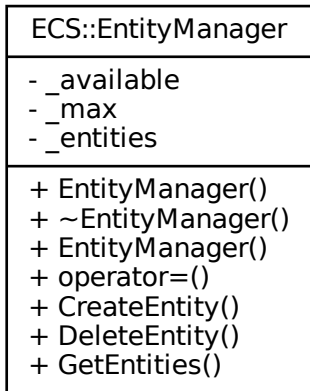 ECS::EntityManager
- _available
- _max
- _entities
+ EntityManager()
+ ~EntityManager()
+ EntityManager()
+ operator=()
+ CreateEntity()
+ DeleteEntity()
+ GetEntities()